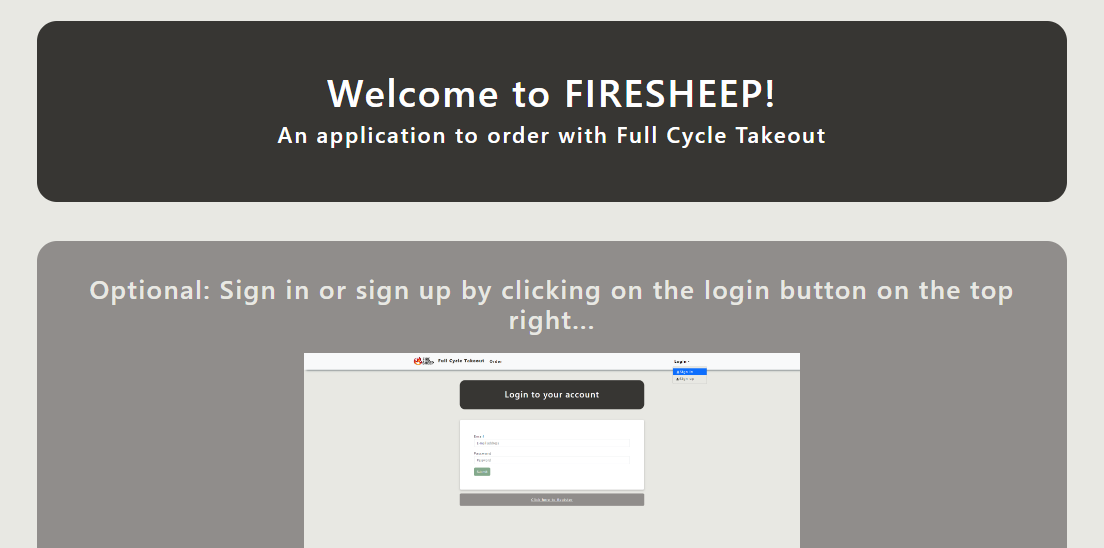 Welcome to FIRESHEEP!
An application to order with Full Cycle Takeout
Optional: Sign in or sign up by clicking on the login button on the top
right...
Full Cycle Takeout Order Login
Sign in
Sign up
Login to your account
Email
Password